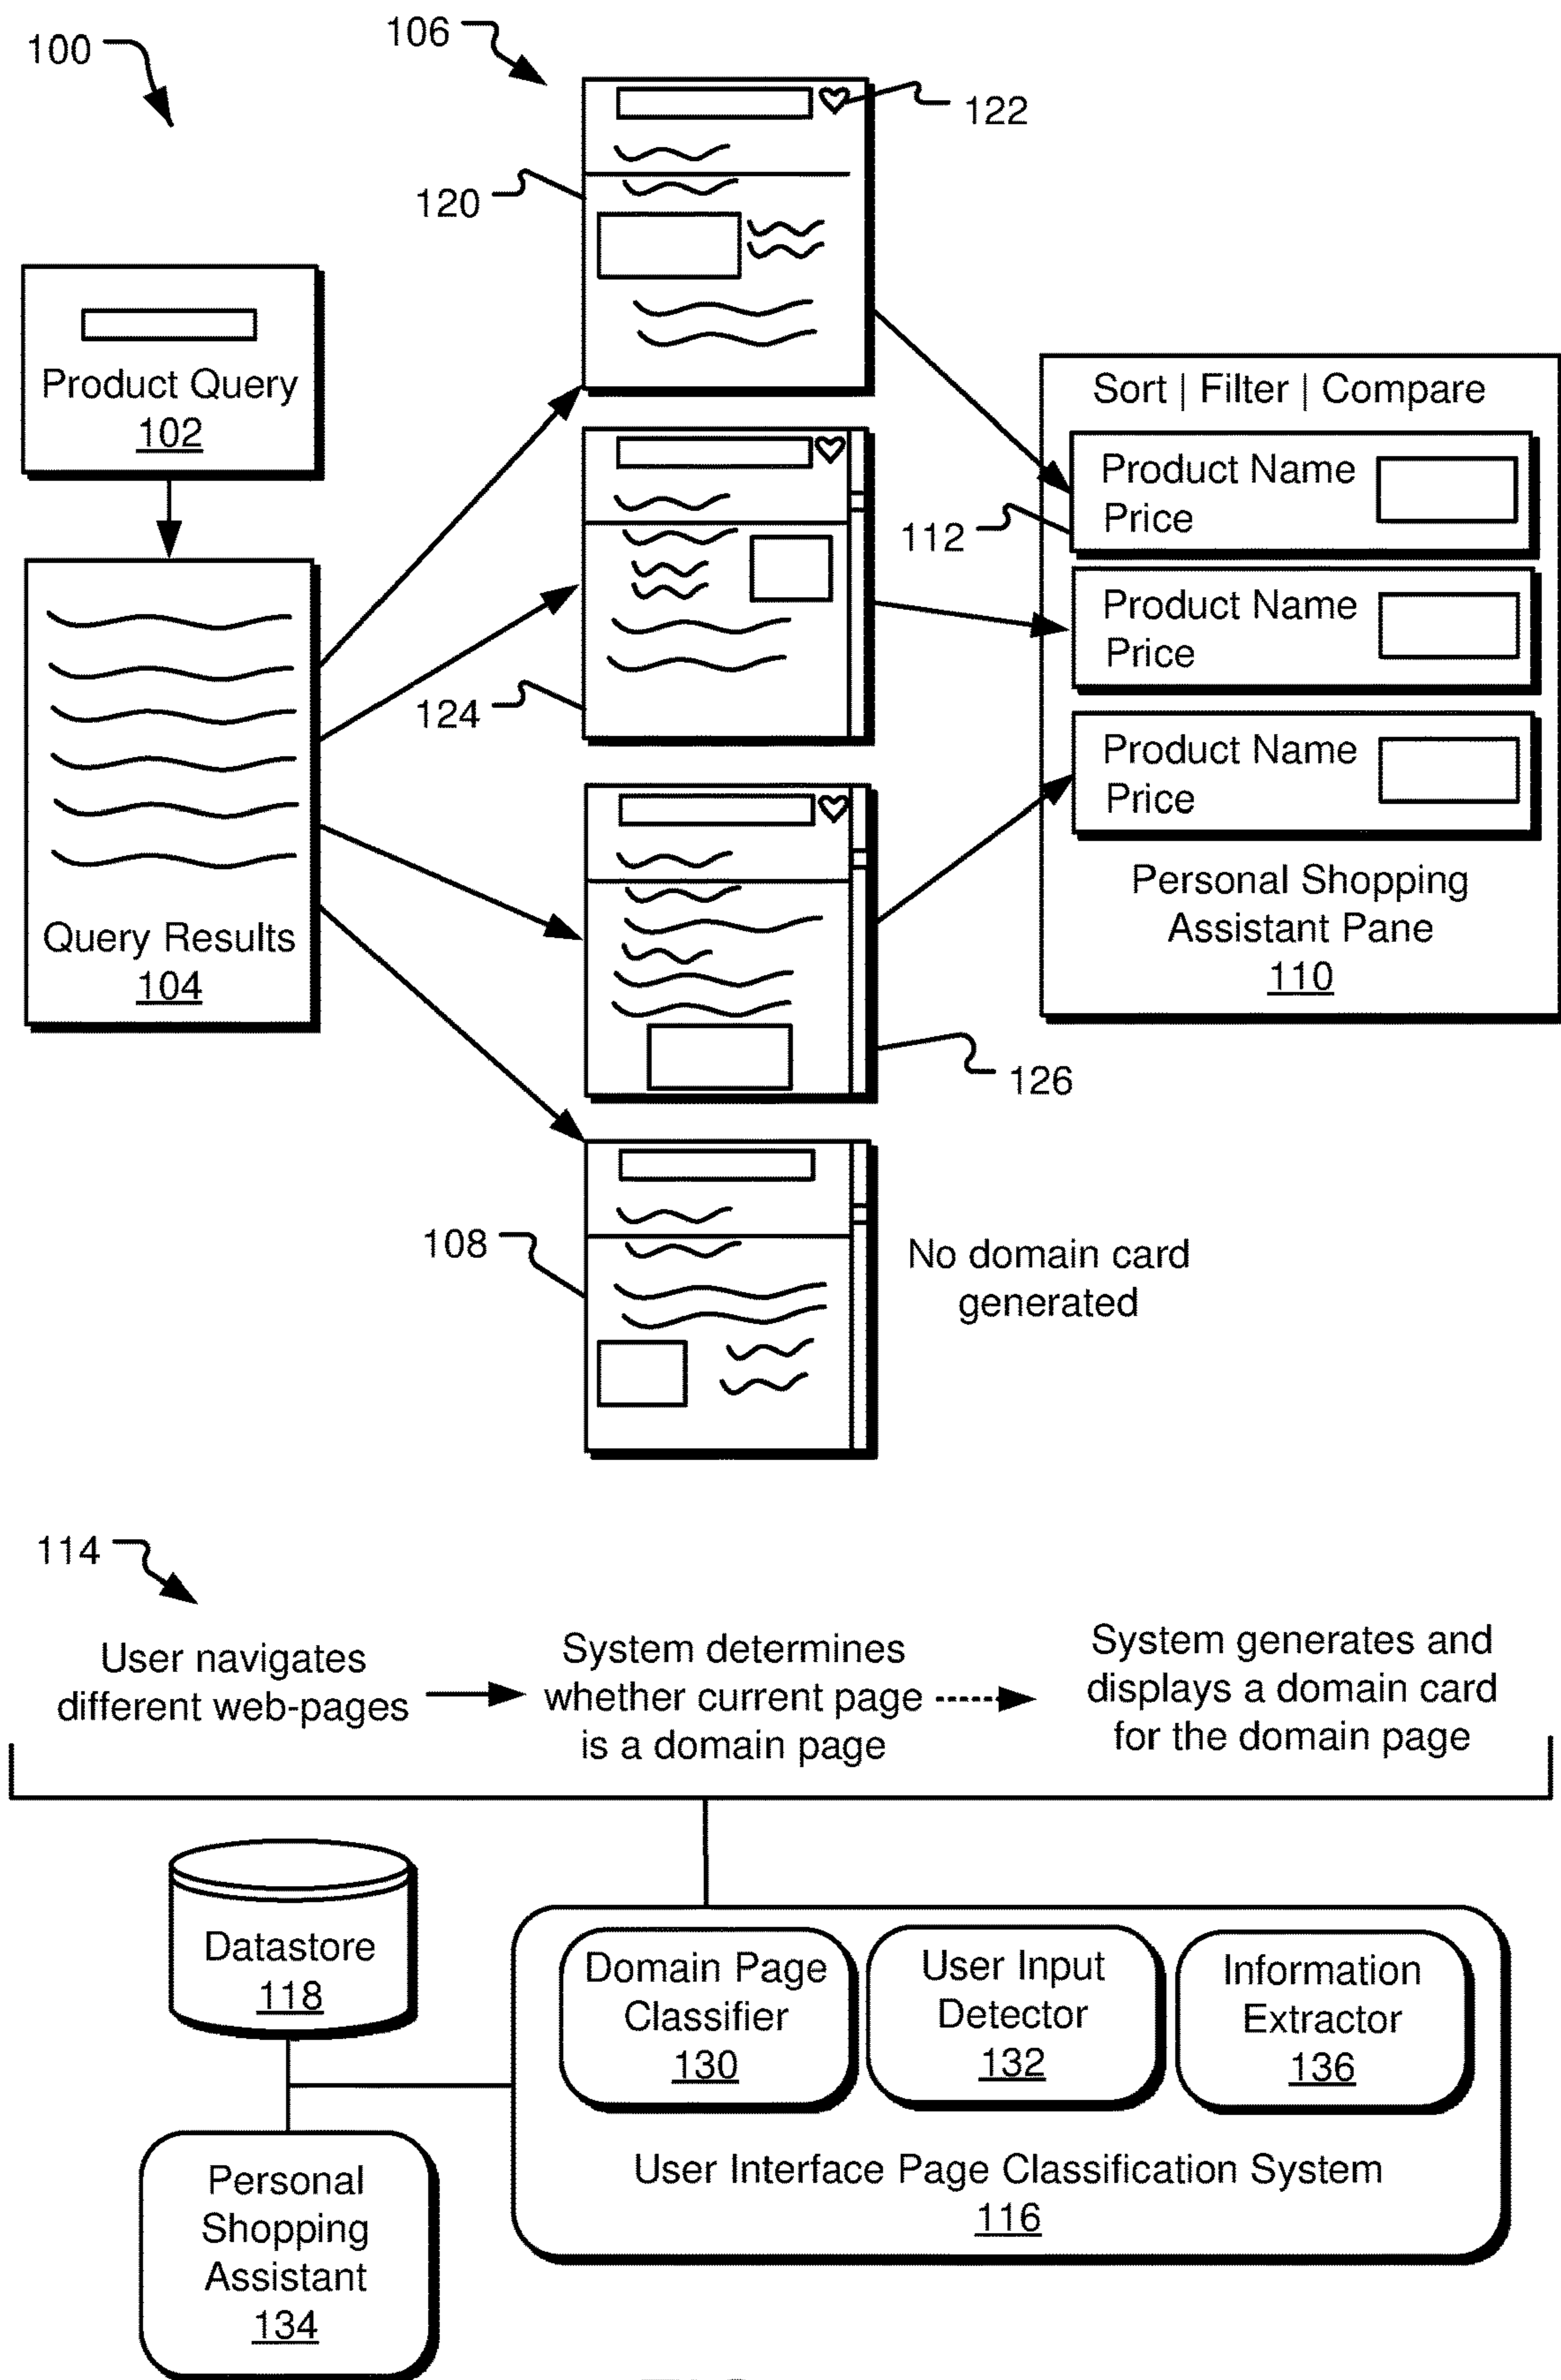 100
106
122
120
Product Query
102
Sort | Filter | Compare
Product Name
Price
112
Product Name
Price
124
Product Name
Price
Query Results
104
Personal Shopping
Assistant Pane
110
126
108
No domain card
generated
114
User navigates
different web-pages
System determines
whether current page
is a domain page
System generates and
displays a domain card
for the domain page
Datastore
118
Domain Page
Classifier
130
User Input
Detector
132
Information
Extractor
136
User Interface Page Classification System
116
Personal
Shopping
Assistant
134